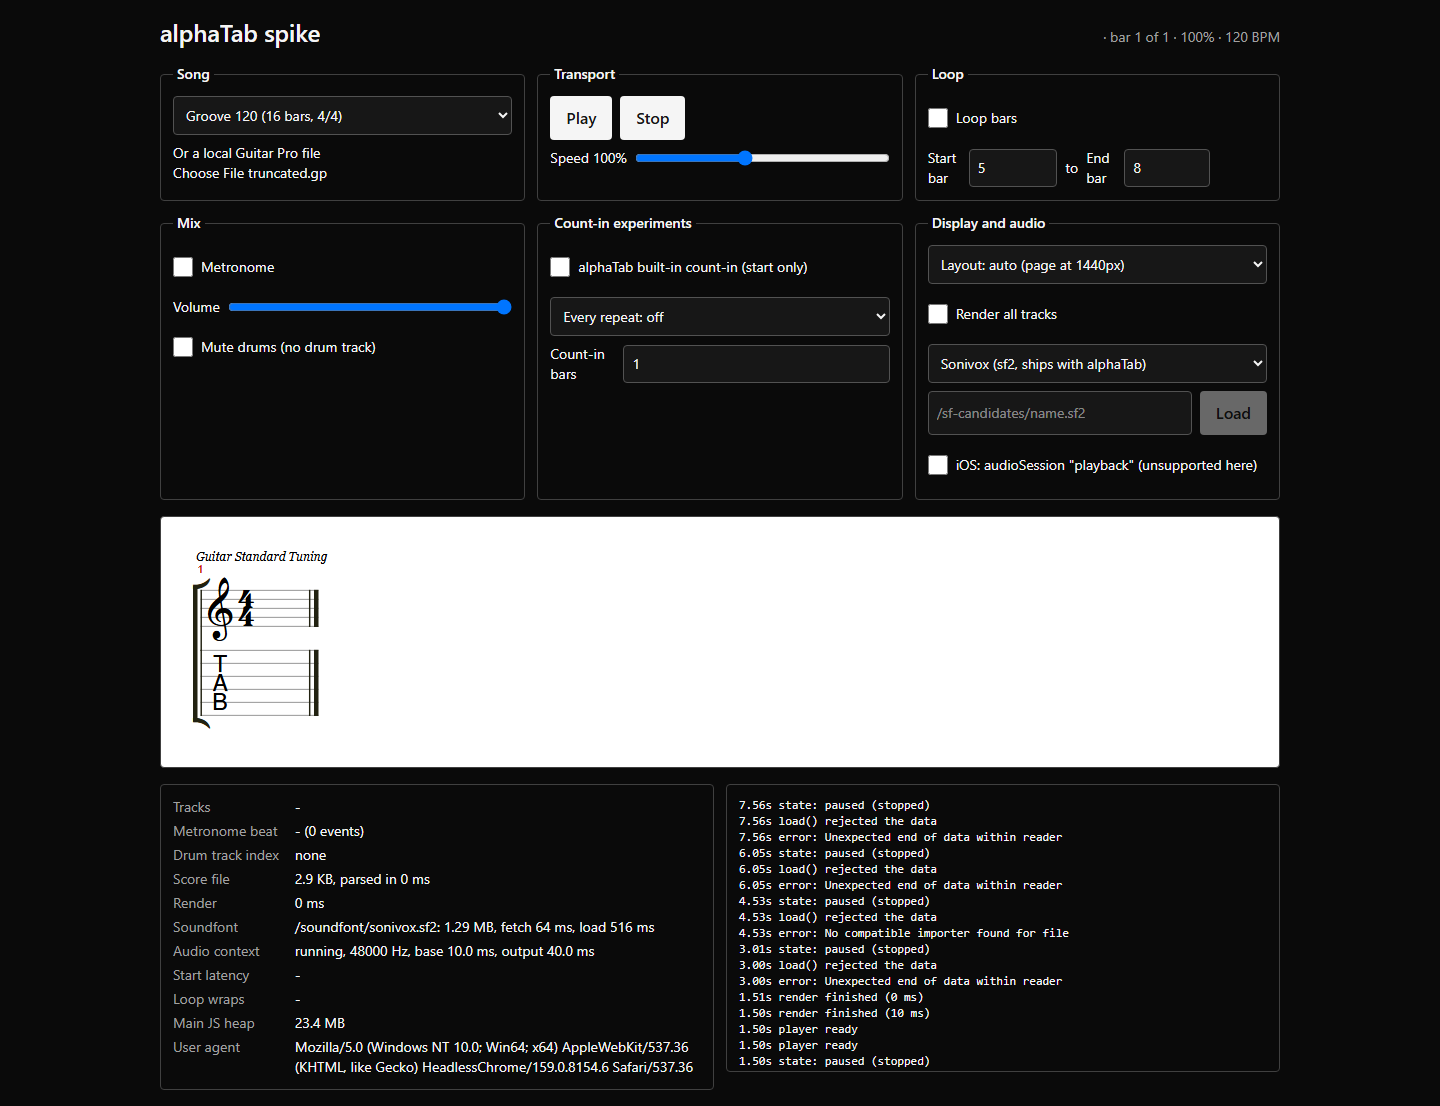 alphaTab spike
· bar 1 of 1 · 100% · 120 BPM
Song
Groove 120 (16 bars, 4/4)
Or a local Guitar Pro file
Choose File truncated.gp
Transport
Play
Stop
Speed 100%
Loop
Loop bars
Start bar
5
to
End bar
8
Mix
Metronome
Volume
Mute drums (no drum track)
Count-in experiments
alphaTab built-in count-in (start only)
Every repeat: off
Count-in bars
1
Display and audio
Layout: auto (page at 1440px)
Render all tracks
Sonivox (sf2, ships with alphaTab)
/sf-candidates/name.sf2
Load
iOS: audioSession "playback" (unsupported here)
Guitar Standard Tuning
1
4
4
T
A
B
Tracks -
Metronome beat - (0 events)
Drum track index none
Score file 2.9 KB, parsed in 0 ms
Render 0 ms
Soundfont /soundfont/sonivox.sf2: 1.29 MB, fetch 64 ms, load 516 ms
Audio context running, 48000 Hz, base 10.0 ms, output 40.0 ms
Start latency -
Loop wraps -
Main JS heap 23.4 MB
User agent Mozilla/5.0 (Windows NT 10.0; Win64; x64) AppleWebKit/537.36
(KHTML, like Gecko) HeadlessChrome/159.0.8154.6 Safari/537.36
7.56s state: paused (stopped)
7.56s load() rejected the data
7.56s error: Unexpected end of data within reader
6.05s state: paused (stopped)
6.05s load() rejected the data
6.05s error: Unexpected end of data within reader
4.53s state: paused (stopped)
4.53s load() rejected the data
4.53s error: No compatible importer found for file
3.01s state: paused (stopped)
3.00s load() rejected the data
3.00s error: Unexpected end of data within reader
1.51s render finished (0 ms)
1.50s render finished (10 ms)
1.50s player ready
1.50s player ready
1.50s state: paused (stopped)